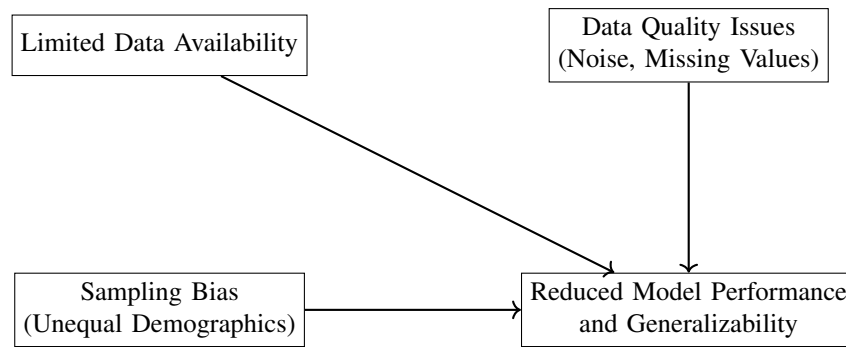 Limited Data Availability
Data Quality Issues
(Noise, Missing Values)
Sampling Bias
(Unequal Demographics)
Reduced Model Performance
and Generalizability